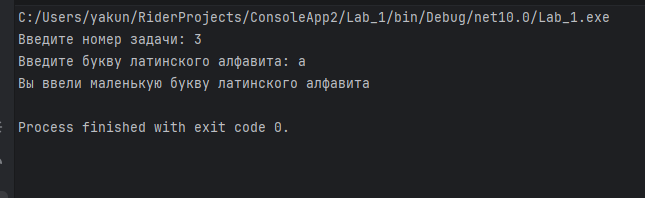 C:/Users/yakun/RiderProjects/ConsoleApp2/Lab_1/bin/Debug/net10.0/Lab_1.exe
Введите номер задачи: 3
Введите букву латинского алфавита: a
Вы ввели маленькую букву латинского алфавита
Process finished with exit code 0.